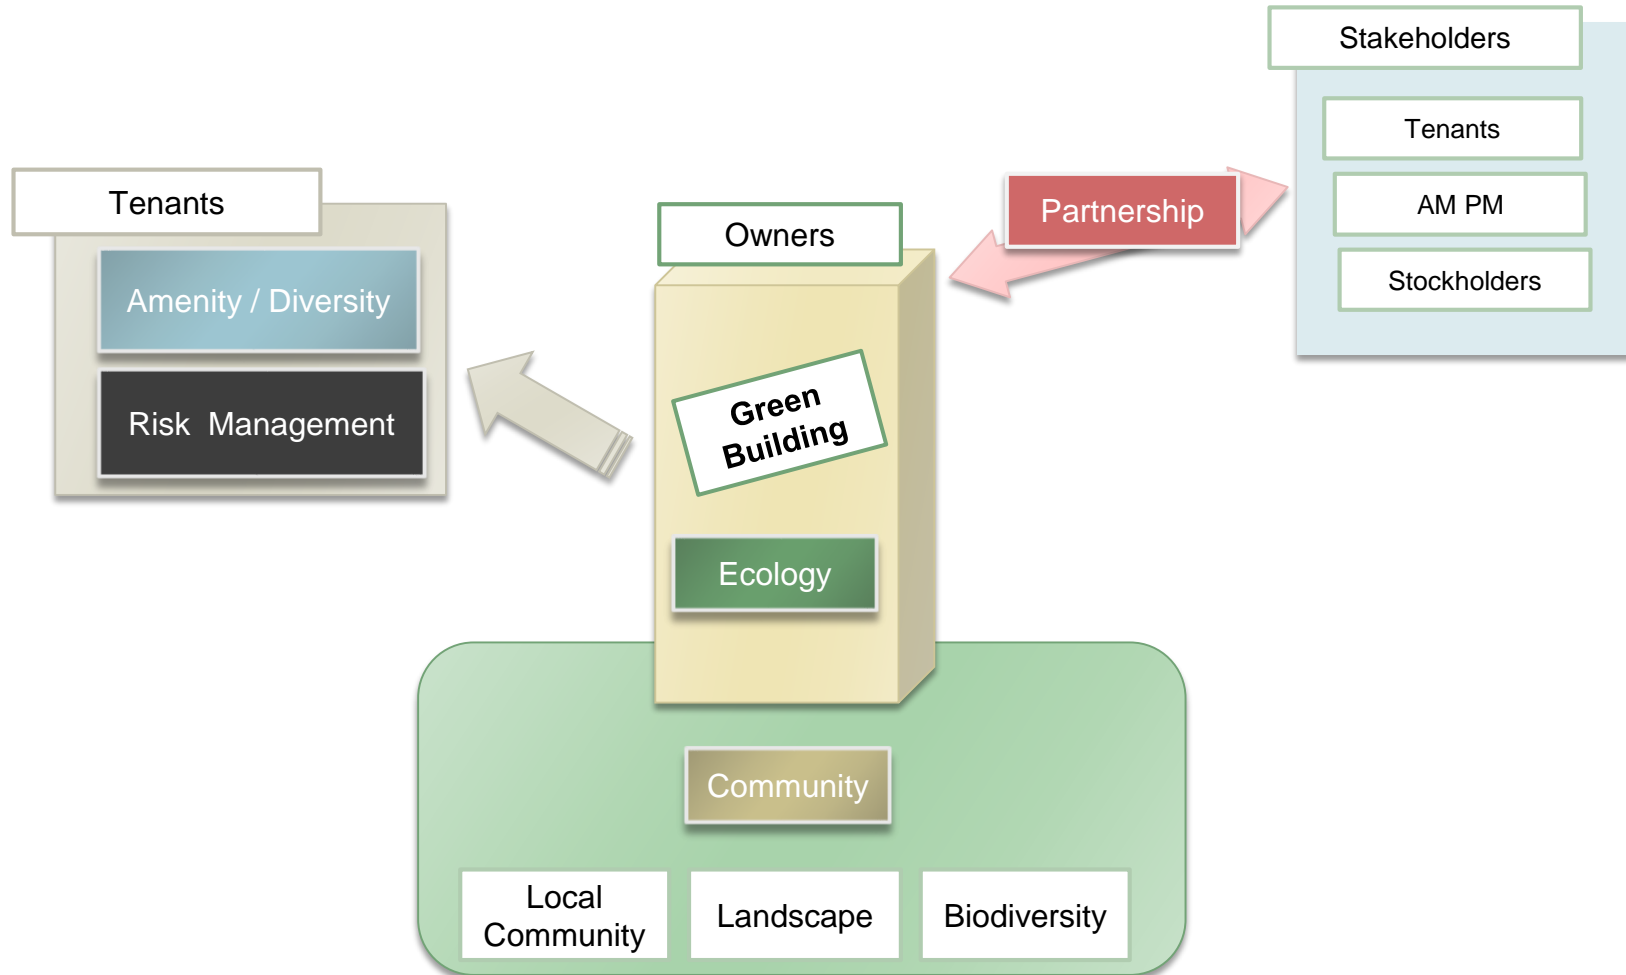 Stakeholders
Tenants
AM PM
Stockholders
Partnership
Tenants
Amenity / Diversity
Risk Management
Owners
Green
Building
Ecology
Community
Local
Community
Landscape
Biodiversity